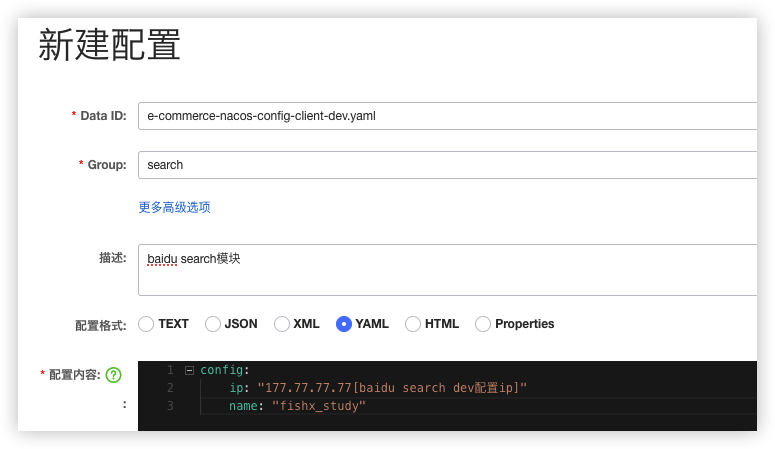 新建配置
* Data ID: e-commerce-nacos-config-client-dev.yaml
* Group: search
更多高级选项
描述: baidu search模块
配置格式: TEXT JSON XML YAML HTML Properties
* 配置内容: ? :
1 config:
2 ip: "177.77.77.77[baidu search dev配置ip]"
3 name: "fishx_study"